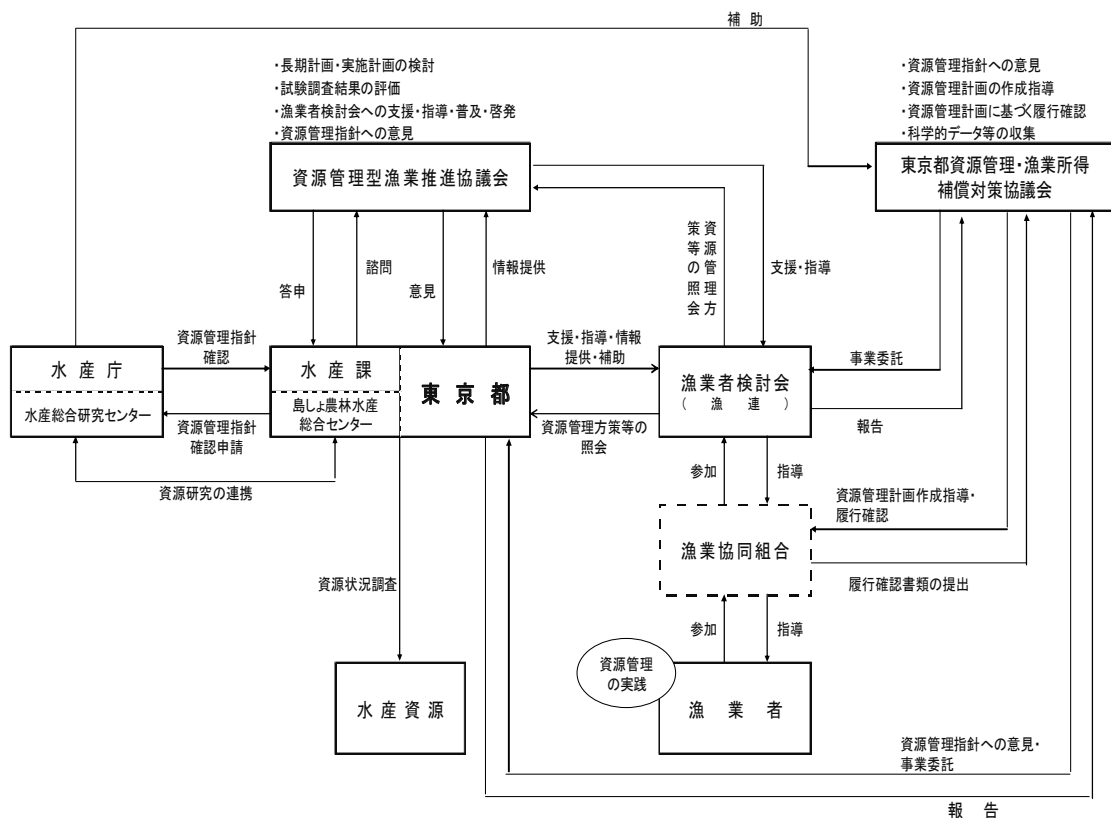 補 助
・長期計画・実施計画の検討
・試験調査結果の評価
・漁業者検討会への支援・指導・普及・啓発
・資源管理指針への意見
・資源管理指針への意見
・資源管理計画の作成指導
・資源管理計画に基づく履行確認
・科学的データ等の収集
資源管理型漁業推進協議会
東京都資源管理・漁業所得
補償対策協議会
答申
諮問
意見
情報提供
資源管理方
策等の照会
支援・指導
資源管理指針
確認
支援・指導・情報
提供・補助
事業委託
水 産 庁
水産総合研究センター
水 産 課
島しょ農林水産
総合センター
東 京 都
漁業者検討会
( 漁 連 )
資源管理指針
確認申請
資源管理方策等の
照会
報告
資源研究の連携
参加
指導
資源管理計画作成指導・
履行確認
漁業協同組合
資源状況調査
履行確認書類の提出
参加
指導
資源管理
の実践
水 産 資 源
漁 業 者
資源管理指針への意見・
事業委託
報 告